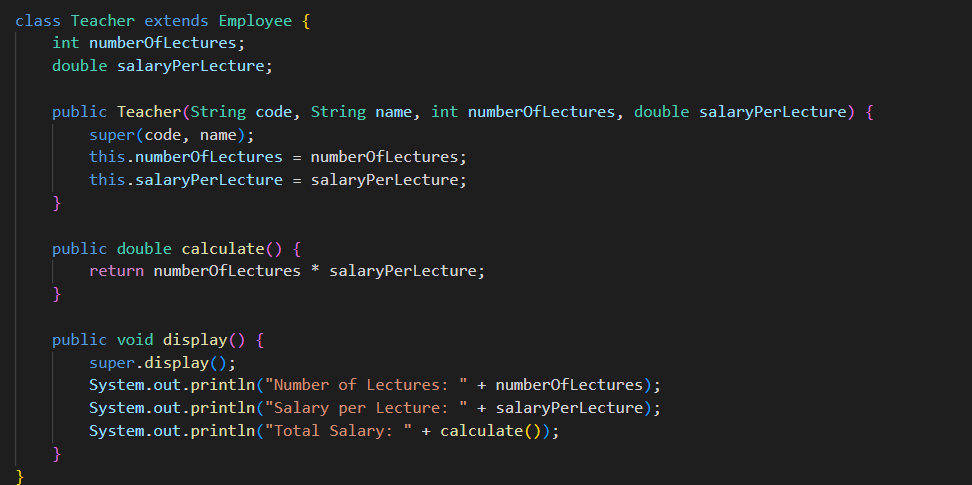 class Teacher extends Employee {
    int numberOfLectures;
    double salaryPerLecture;

    public Teacher(String code, String name, int numberOfLectures, double salaryPerLecture) {
        super(code, name);
        this.numberOfLectures = numberOfLectures;
        this.salaryPerLecture = salaryPerLecture;
    }

    public double calculate() {
        return numberOfLectures * salaryPerLecture;
    }

    public void display() {
        super.display();
        System.out.println("Number of Lectures: " + numberOfLectures);
        System.out.println("Salary per Lecture: " + salaryPerLecture);
        System.out.println("Total Salary: " + calculate());
    }
}